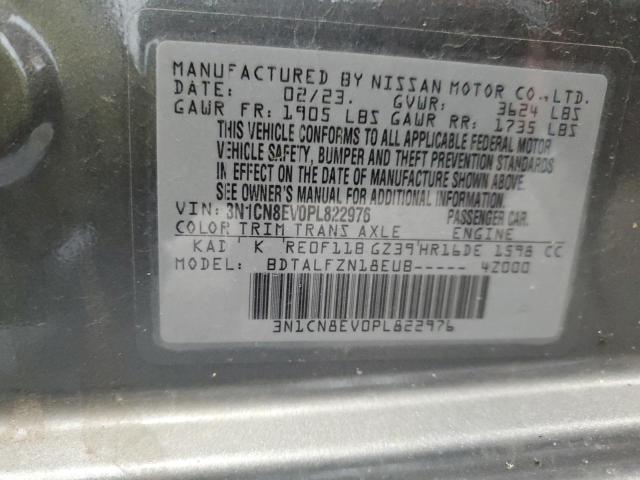 MANUFACTURED BY NISSAN MOTOR CO., LTD.
DATE: 02/23. GVWR: 3624 LBS
GAWR FR: 1905 LBS GAWR RR: 1735 LBS
THIS VEHICLE CONFORMS TO ALL APPLICABLE FEDERAL MOTOR
VEHICLE SAFETY, BUMPER AND THEFT PREVENTION STANDARDS
IN EFFECT ON THE DATE OF MANUFACTURE SHOWN ABOVE.
SEE OWNER'S MANUAL FOR ADDITIONAL INFORMATION.
VIN: 3N1CN8EV0PL822976 PASSENGER CAR.
COLOR TRIM TRANS AXLE ENGINE
KAD K RE0F11B GZ39 HR16DE 1598 CC
MODEL: BDTALFZN18EUB----- 4Z000
3N1CN8EV0PL822976